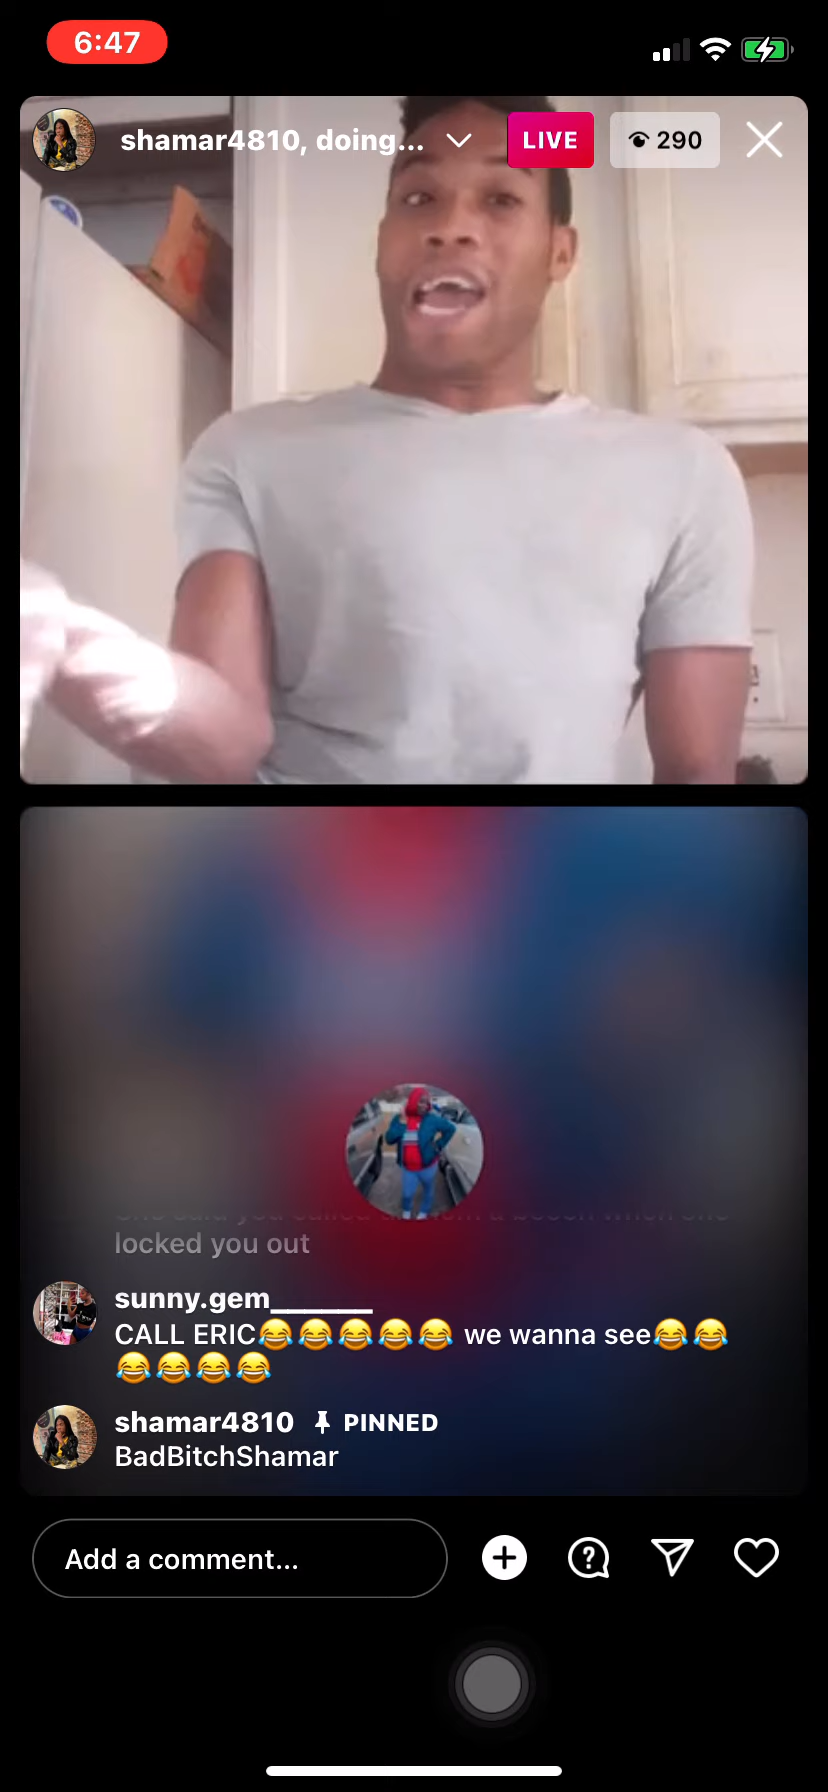 6:47
shamar4810, doing...
LIVE
290
locked you out
sunny.gem______
CALL ERIC😂😂😂😂😂 we wanna see😂😂
😂😂😂😂
shamar4810 PINNED
BadBitchShamar
Add a comment...